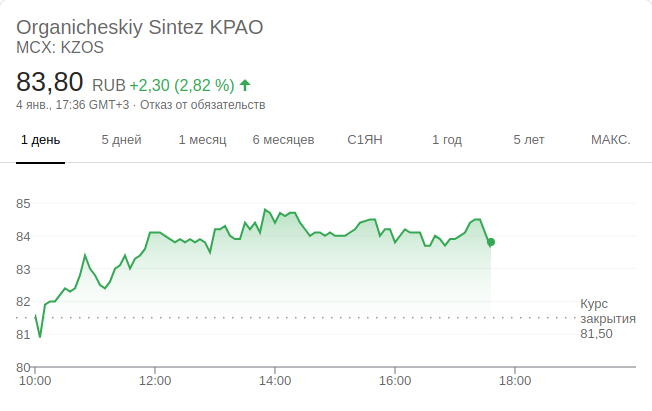 Organicheskiy Sintez KPAO
MCX: KZOS
83,80 RUB +2,30 (2,82 %)
4 янв., 17:36 GMT+3 · Отказ от обязательств
1 день 5 дней 1 месяц 6 месяцев С1ЯН 1 год 5 лет МАКС.
85
84
83
82
Курс
закрытия
81,50
81
80
10:00 12:00 14:00 16:00 18:00